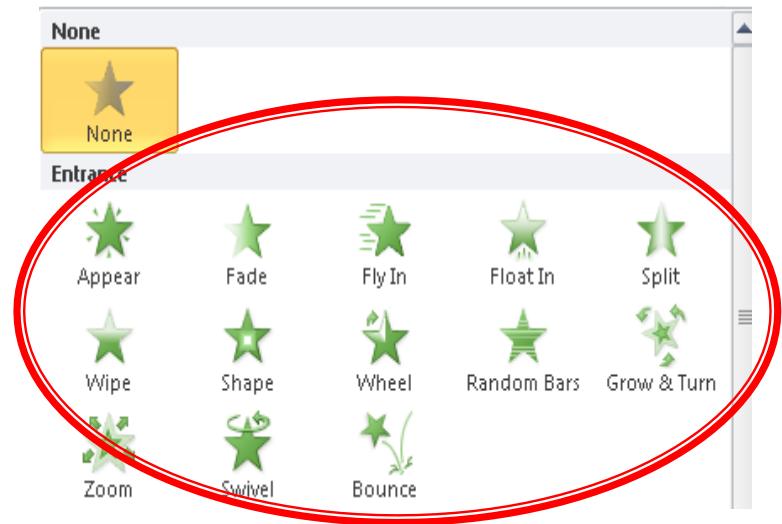 None
None
Entrance
Appear Fade Fly In Float In Split
Wipe Shape Wheel Random Bars Grow & Turn
Zoom Swivel Bounce